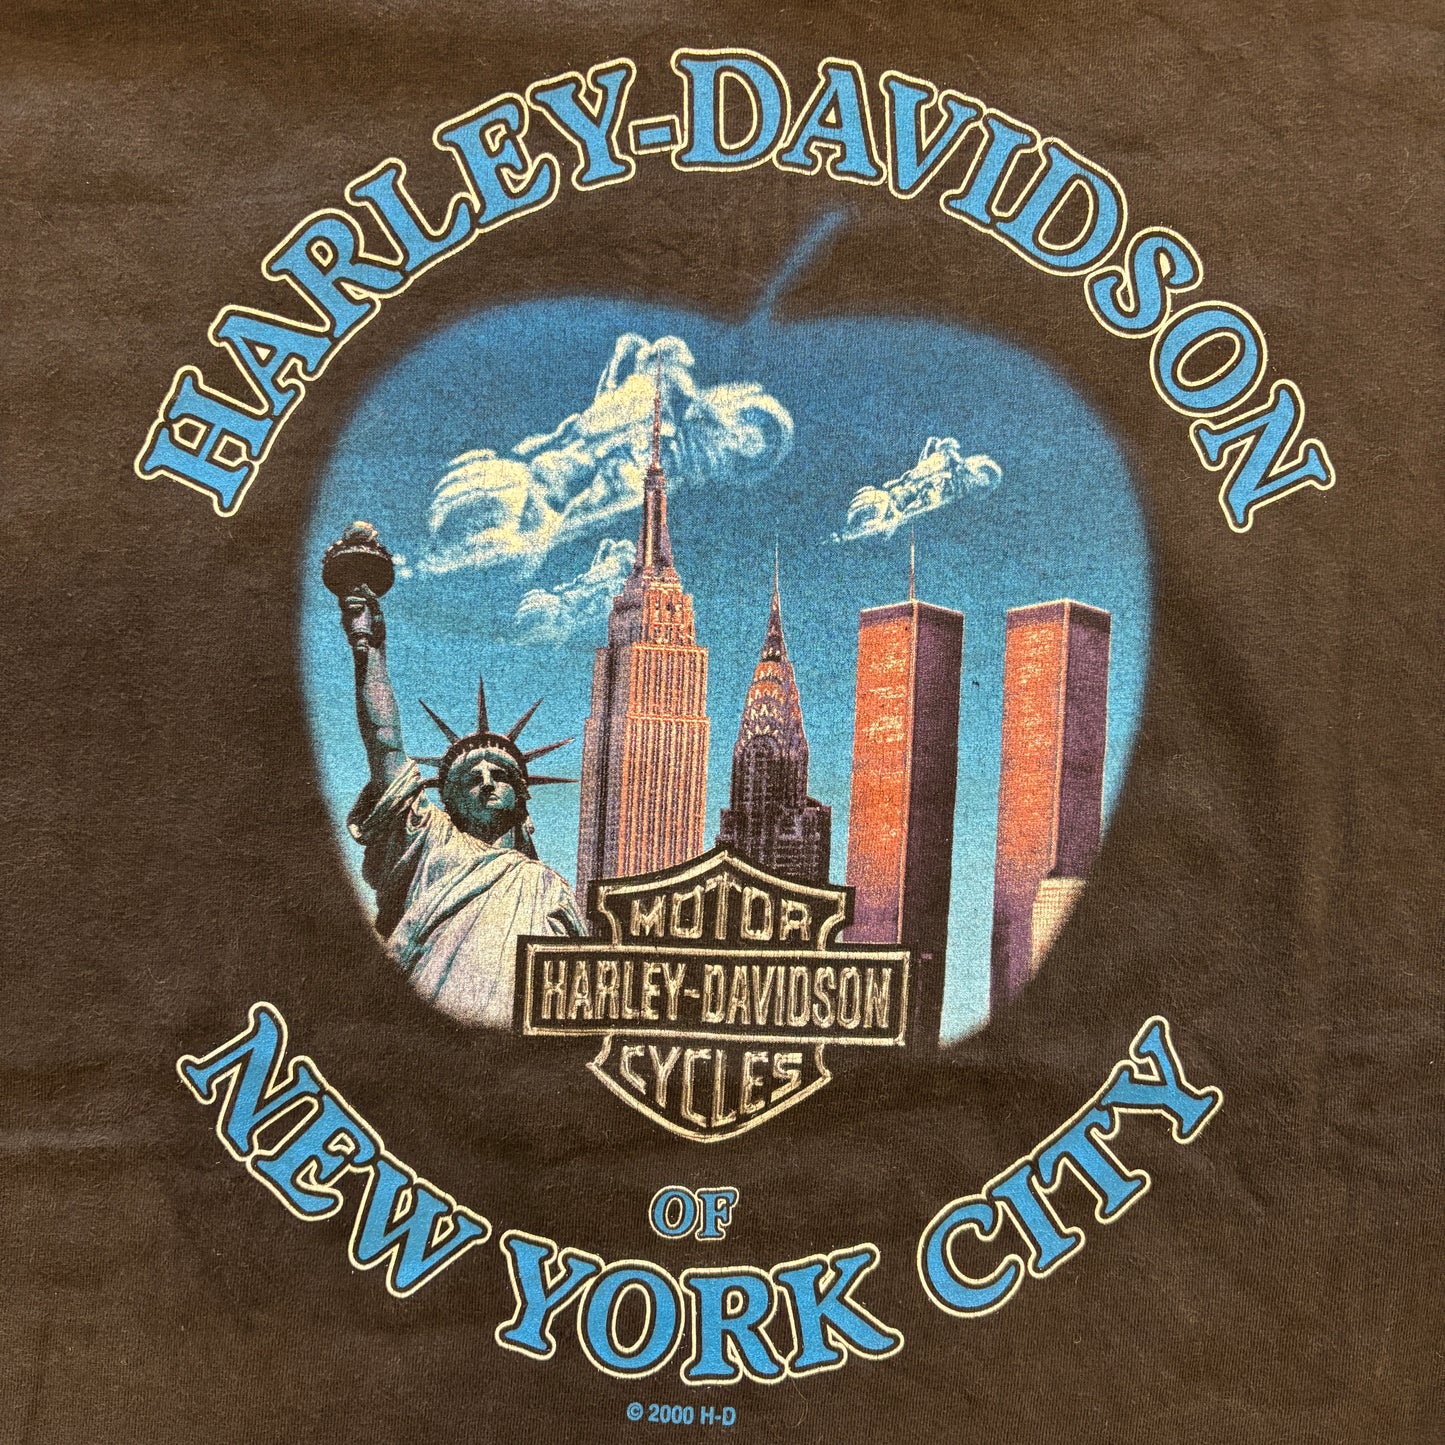 HARLEY-DAVIDSON
MOTOR
HARLEY-DAVIDSON
CYCLES
OF
NEW YORK CITY
© 2000 H-D